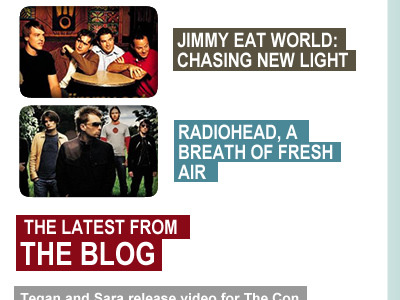 JIMMY EAT WORLD:
CHASING NEW LIGHT
RADIOHEAD, A
BREATH OF FRESH
AIR
THE LATEST FROM
THE BLOG
Tegan and Sara release video for The Con